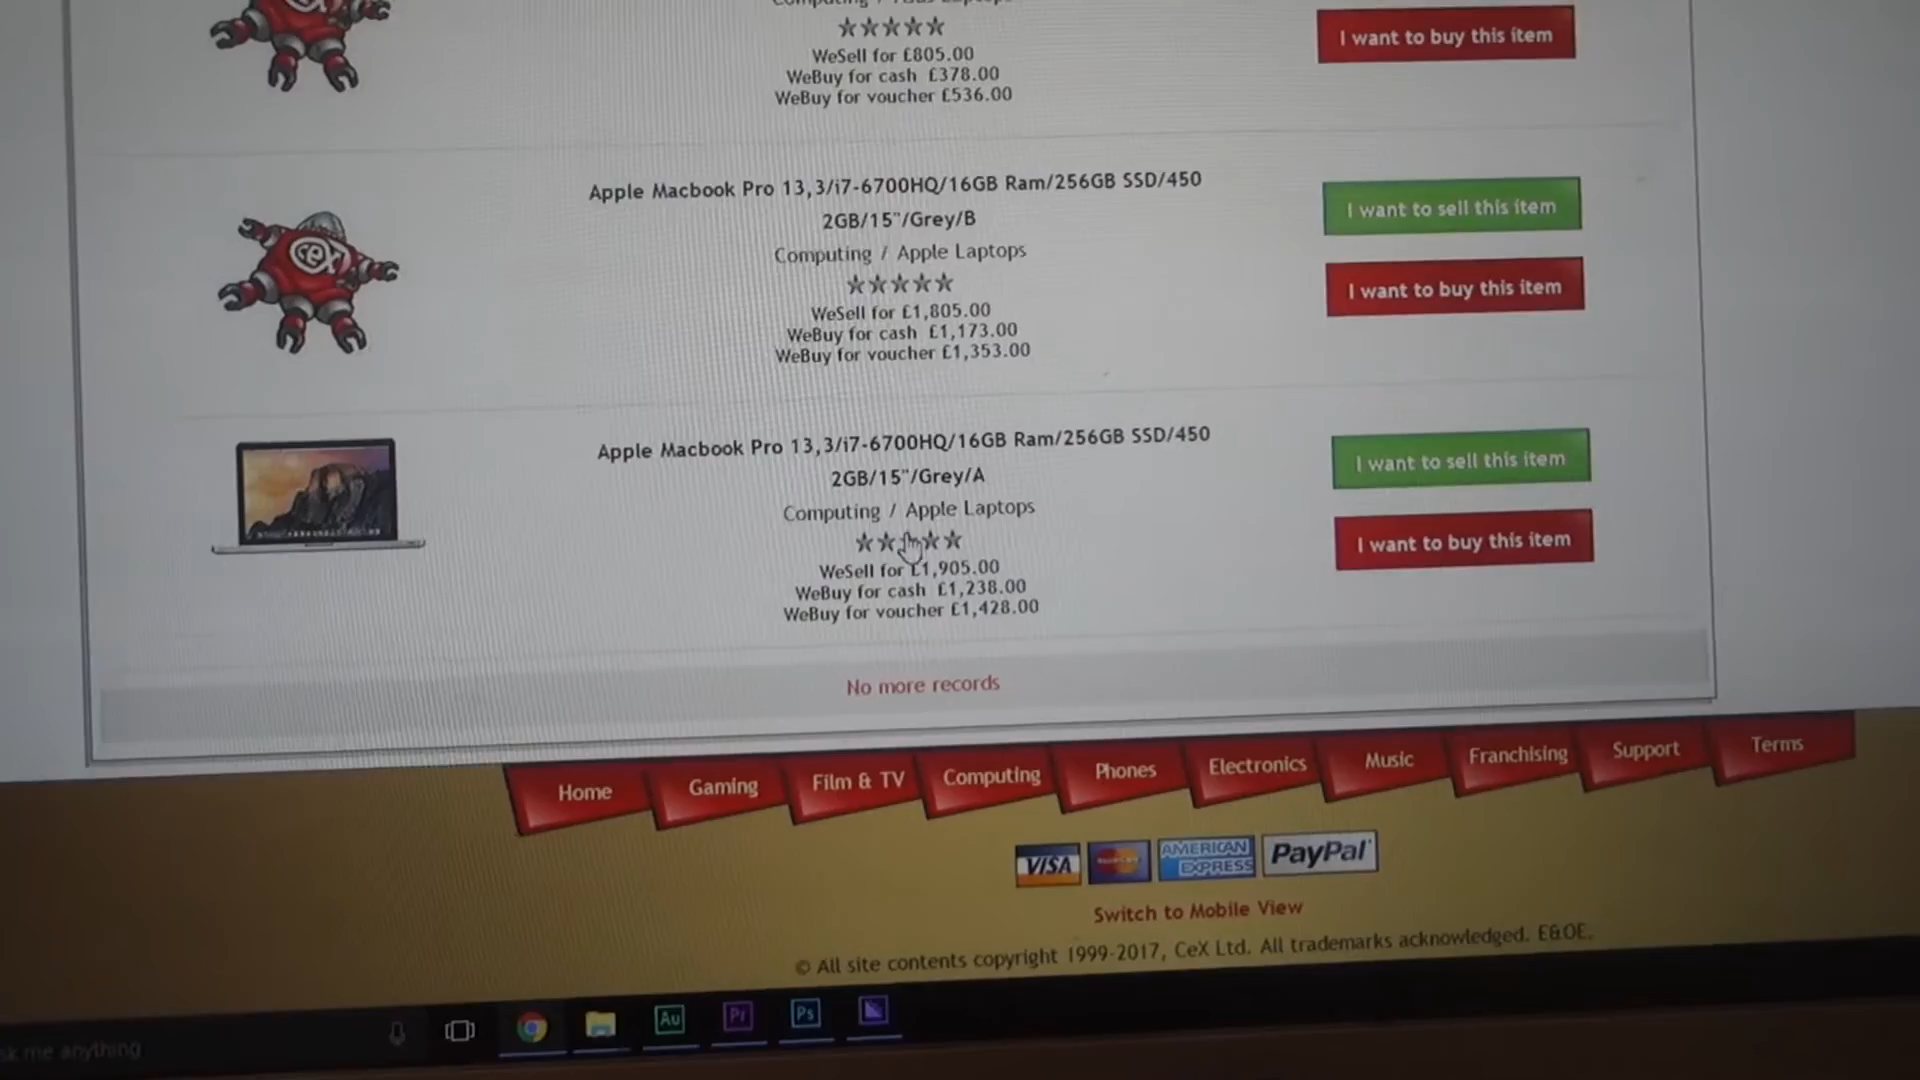 WeSell for £805.00
WeBuy for cash £378.00
WeBuy for voucher £536.00
I want to buy this item
Apple Macbook Pro 13,3/i7-6700HQ/16GB Ram/256GB SSD/450
2GB/15"/Grey/B
Computing / Apple Laptops
WeSell for £1,805.00
WeBuy for cash £1,173.00
WeBuy for voucher £1,353.00
I want to sell this item
I want to buy this item
cex
Apple Macbook Pro 13,3/i7-6700HQ/16GB Ram/256GB SSD/450
2GB/15"/Grey/A
Computing / Apple Laptops
WeSell for £1,905.00
WeBuy for cash £1,238.00
WeBuy for voucher £1,428.00
I want to sell this item
I want to buy this item
No more records
Home Gaming Film & TV Computing Phones Electronics Music Franchising Support Terms
VISA MasterCard AMERICAN EXPRESS PayPal
Switch to Mobile View
© All site contents copyright 1999-2017, CeX Ltd. All trademarks acknowledged. E&OE.
me anything
Au Pr Ps